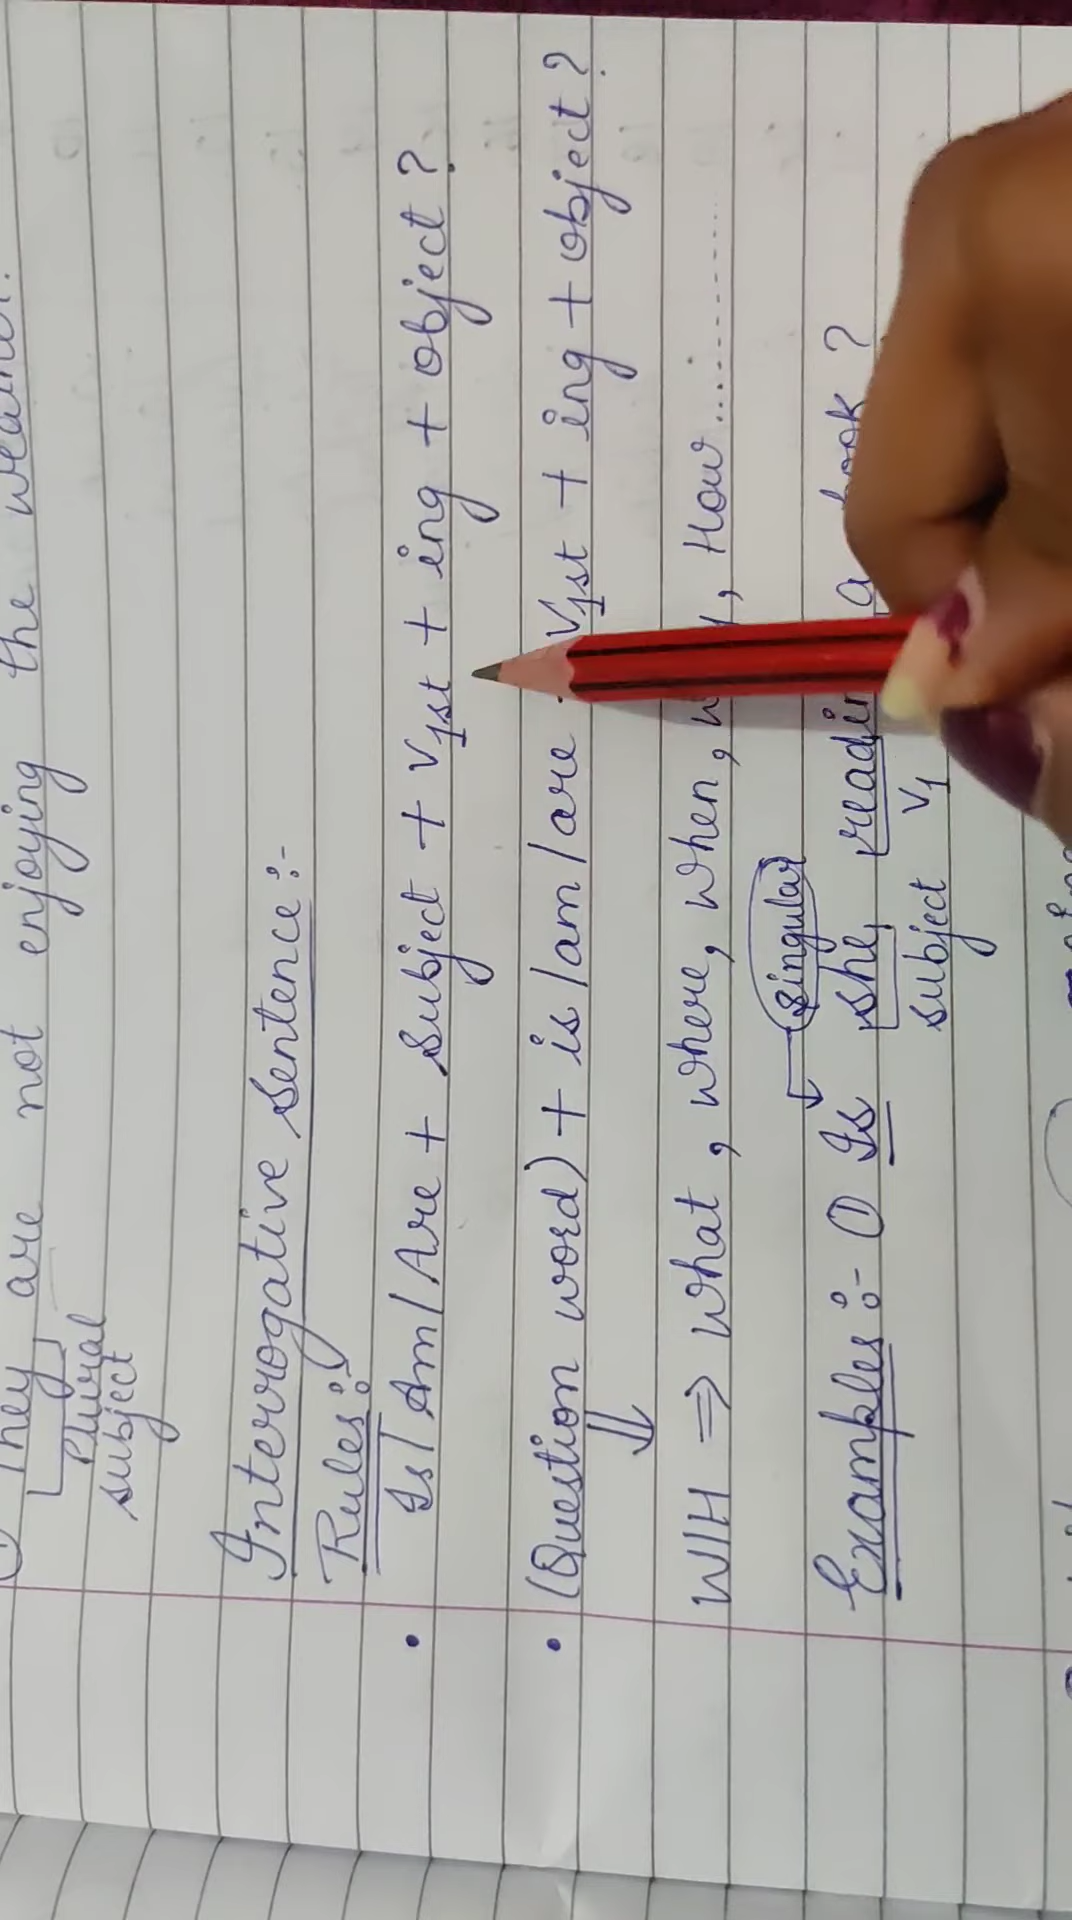 They are not enjoying the
Plural
subject
Interrogative sentence :-
Rules :
• Is/Am/Are + subject + V1st + ing + object ?
• (Question word) + is/am/are V1st + ing + object ?
W/H ⇒ what, where, when, How..........
singular
Examples :- ① Is she reading a book ?
subject V1